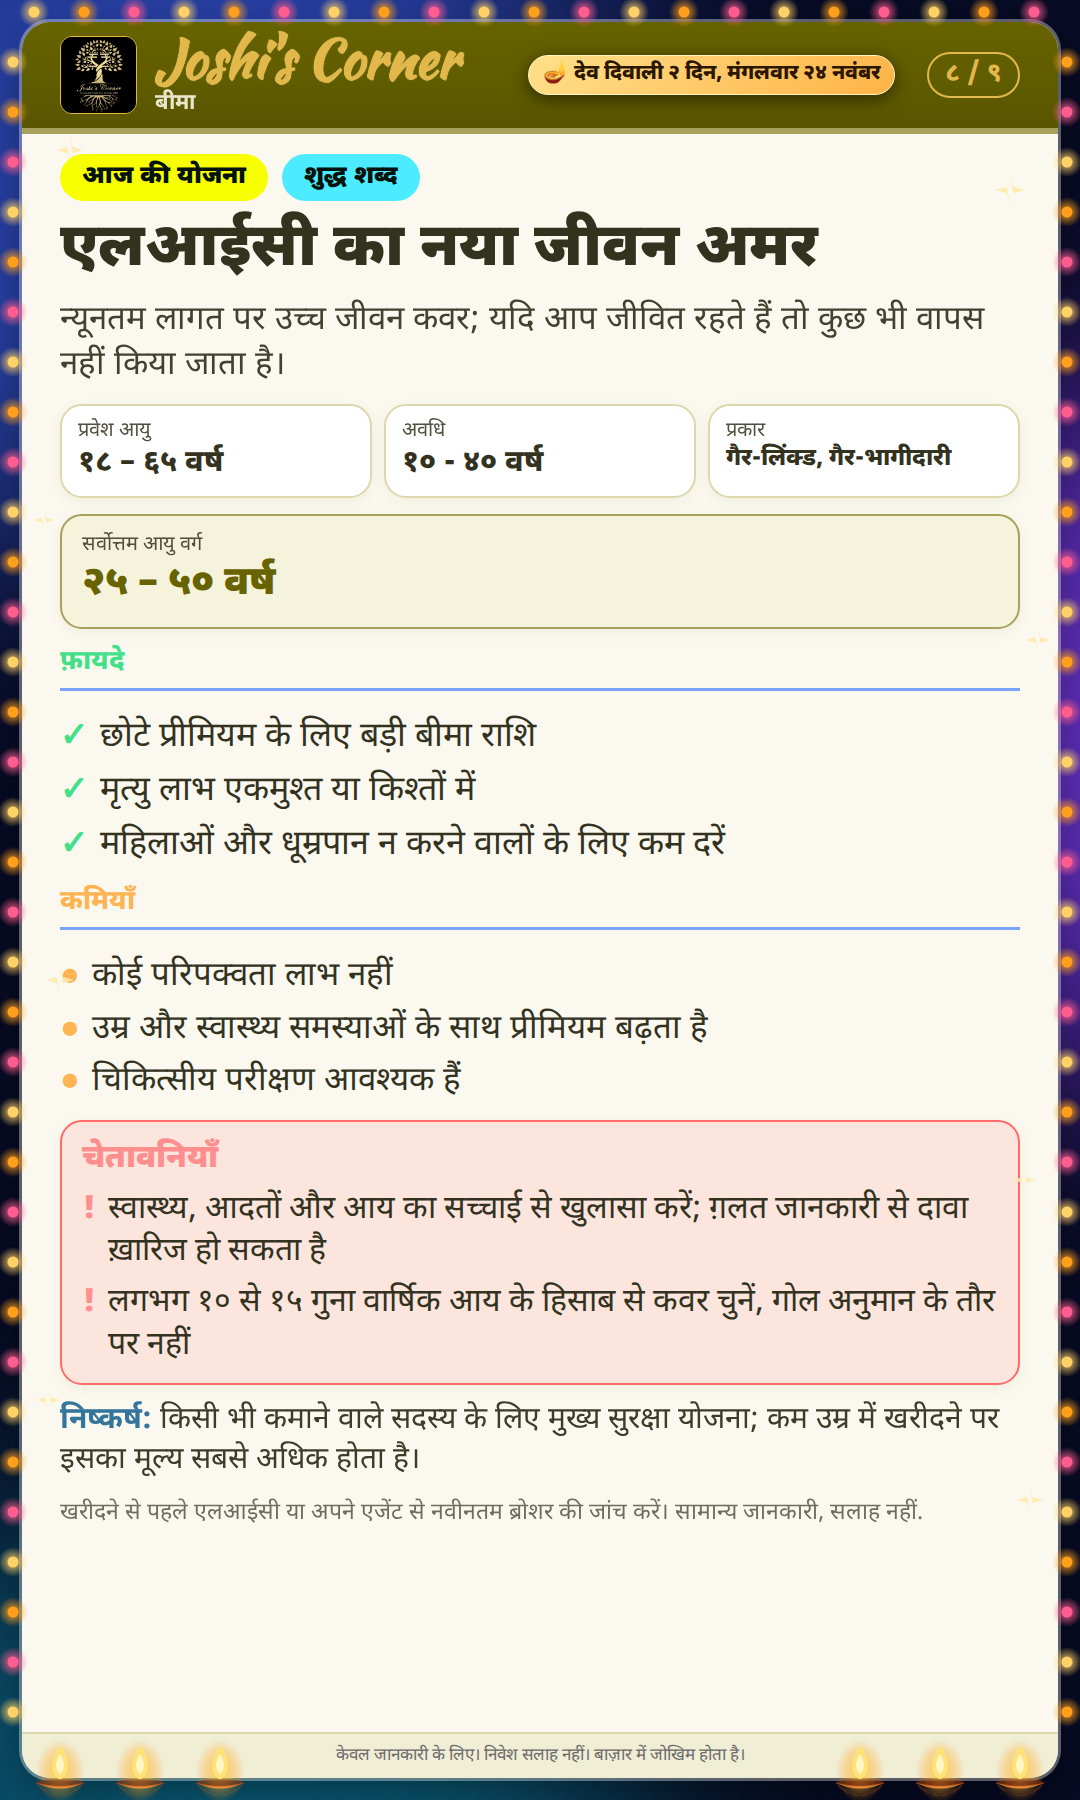 Joshi's Corner
बीमा
देव दिवाली २ दिन, मंगलवार २४ नवंबर
८ / ९
आज की योजना
शुद्ध शब्द
एलआईसी का नया जीवन अमर
न्यूनतम लागत पर उच्च जीवन कवर; यदि आप जीवित रहते हैं तो कुछ भी वापस
नहीं किया जाता है।
प्रवेश आयु
१८ – ६५ वर्ष
अवधि
१० - ४० वर्ष
प्रकार
गैर-लिंक्ड, गैर-भागीदारी
सर्वोत्तम आयु वर्ग
२५ – ५० वर्ष
फ़ायदे
✓ छोटे प्रीमियम के लिए बड़ी बीमा राशि
✓ मृत्यु लाभ एकमुश्त या किश्तों में
✓ महिलाओं और धूम्रपान न करने वालों के लिए कम दरें
कमियाँ
● कोई परिपक्वता लाभ नहीं
● उम्र और स्वास्थ्य समस्याओं के साथ प्रीमियम बढ़ता है
● चिकित्सीय परीक्षण आवश्यक हैं
चेतावनियाँ
! स्वास्थ्य, आदतों और आय का सच्चाई से खुलासा करें; ग़लत जानकारी से दावा
ख़ारिज हो सकता है
! लगभग १० से १५ गुना वार्षिक आय के हिसाब से कवर चुनें, गोल अनुमान के तौर
पर नहीं
निष्कर्ष: किसी भी कमाने वाले सदस्य के लिए मुख्य सुरक्षा योजना; कम उम्र में खरीदने पर
इसका मूल्य सबसे अधिक होता है।
खरीदने से पहले एलआईसी या अपने एजेंट से नवीनतम ब्रोशर की जांच करें। सामान्य जानकारी, सलाह नहीं.
केवल जानकारी के लिए। निवेश सलाह नहीं। बाज़ार में जोखिम होता है।